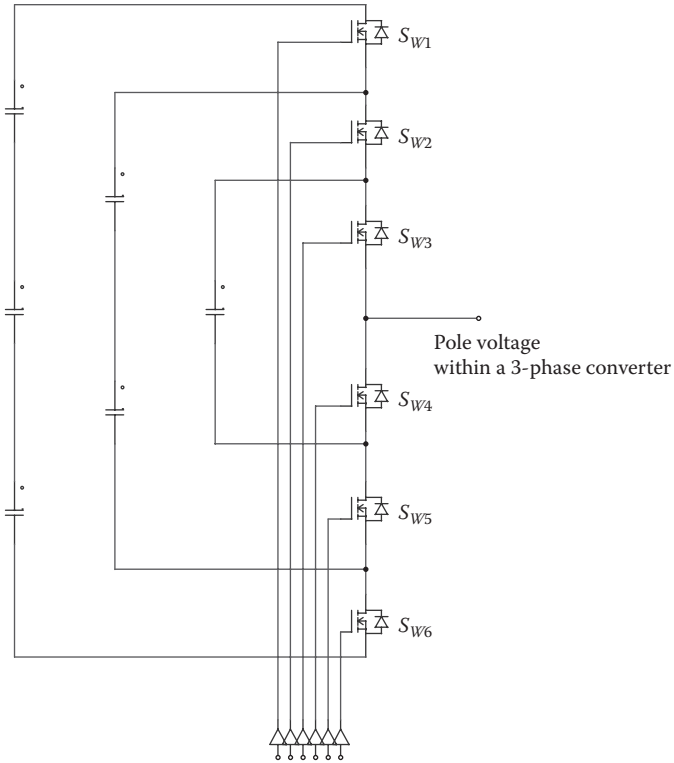 S_W1
S_W2
S_W3
Pole voltage
within a 3-phase converter
S_W4
S_W5
S_W6